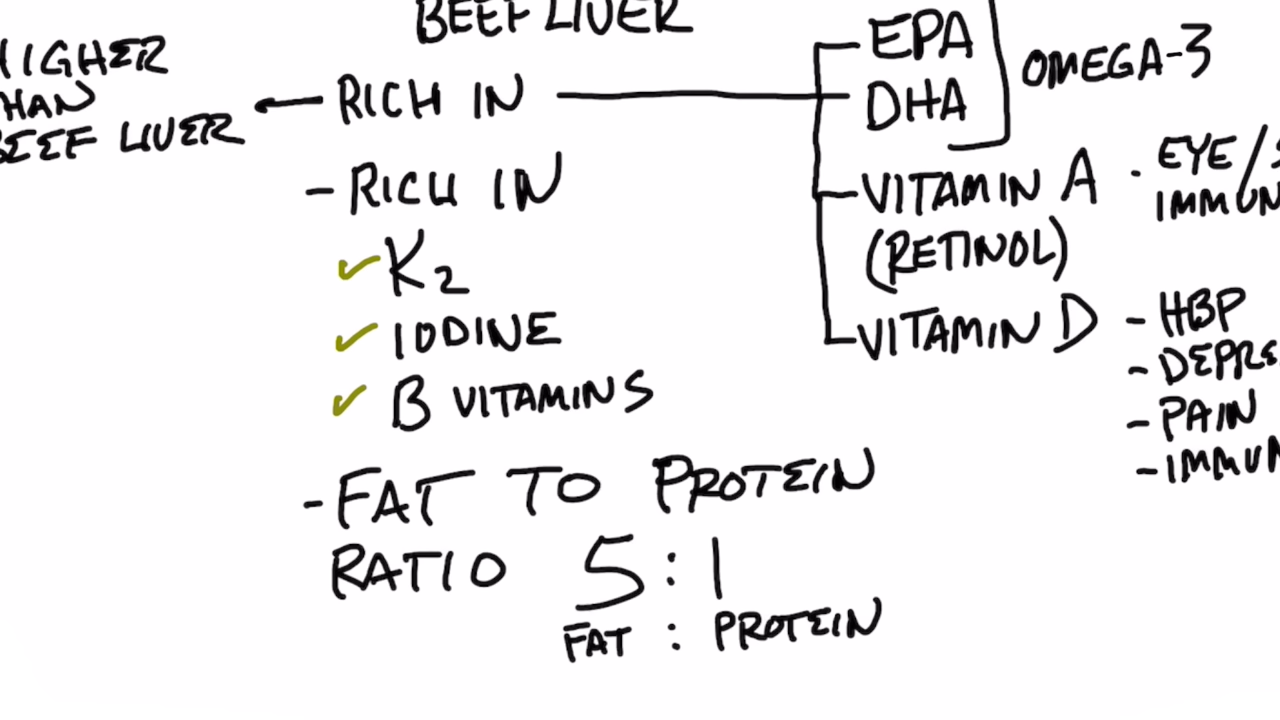 BEEF LIVER
HIGHER
THAN
BEEF LIVER
RICH IN
EPA
DHA
OMEGA-3
VITAMIN A
(RETINOL)
· EYE/
VITAMIN D
- HBP
-
- PAIN
-
- RICH IN
✓ K2
✓ IODINE
✓ B VITAMINS
- FAT TO PROTEIN
RATIO 5:1
FAT : PROTEIN